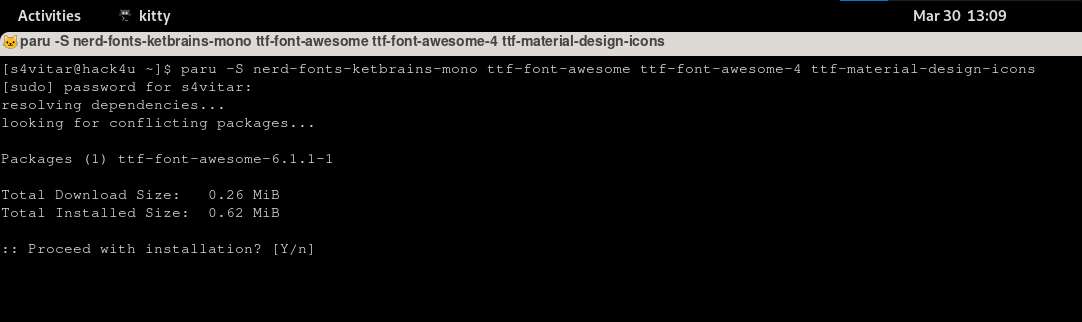 Activities kitty Mar 30 13:09
paru -S nerd-fonts-ketbrains-mono ttf-font-awesome ttf-font-awesome-4 ttf-material-design-icons
[s4vitar@hack4u ~]$ paru -S nerd-fonts-ketbrains-mono ttf-font-awesome ttf-font-awesome-4 ttf-material-design-icons
[sudo] password for s4vitar:
resolving dependencies...
looking for conflicting packages...
Packages (1) ttf-font-awesome-6.1.1-1
Total Download Size: 0.26 MiB
Total Installed Size: 0.62 MiB
:: Proceed with installation? [Y/n]